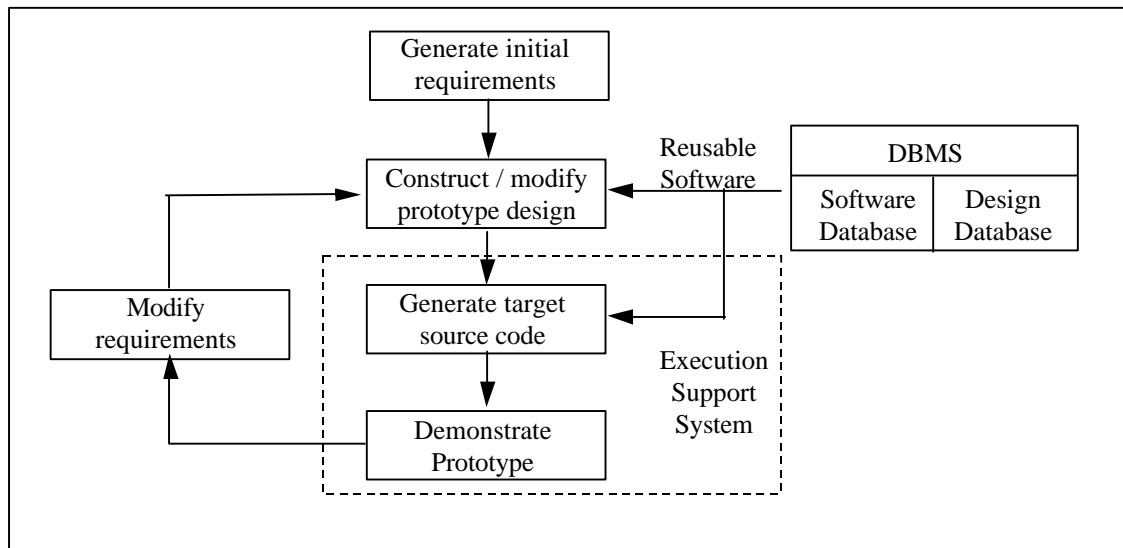 Generate initial
requirements
Reusable
Software
DBMS
Construct / modify
prototype design
Software
Database
Design
Database
Modify
requirements
Generate target
source code
Execution
Support
System
Demonstrate
Prototype